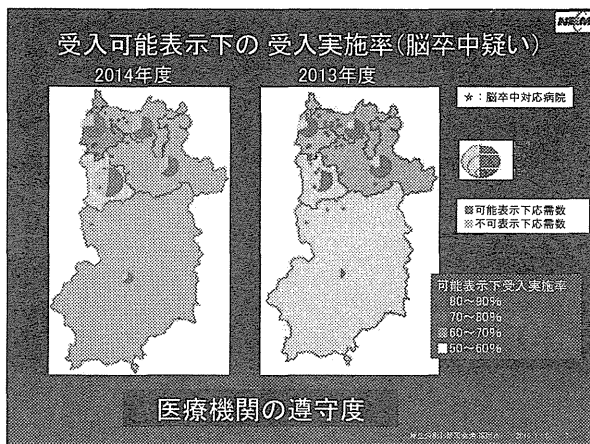 受入可能表示下の 受入実施率(脳卒中疑い)
2014年度
2013年度
★：脳卒中対応病院
可能表示下応需数
不可表示下応需数
可能表示下受入実施率
80～90%
70～80%
60～70%
50～60%
医療機関の遵守度